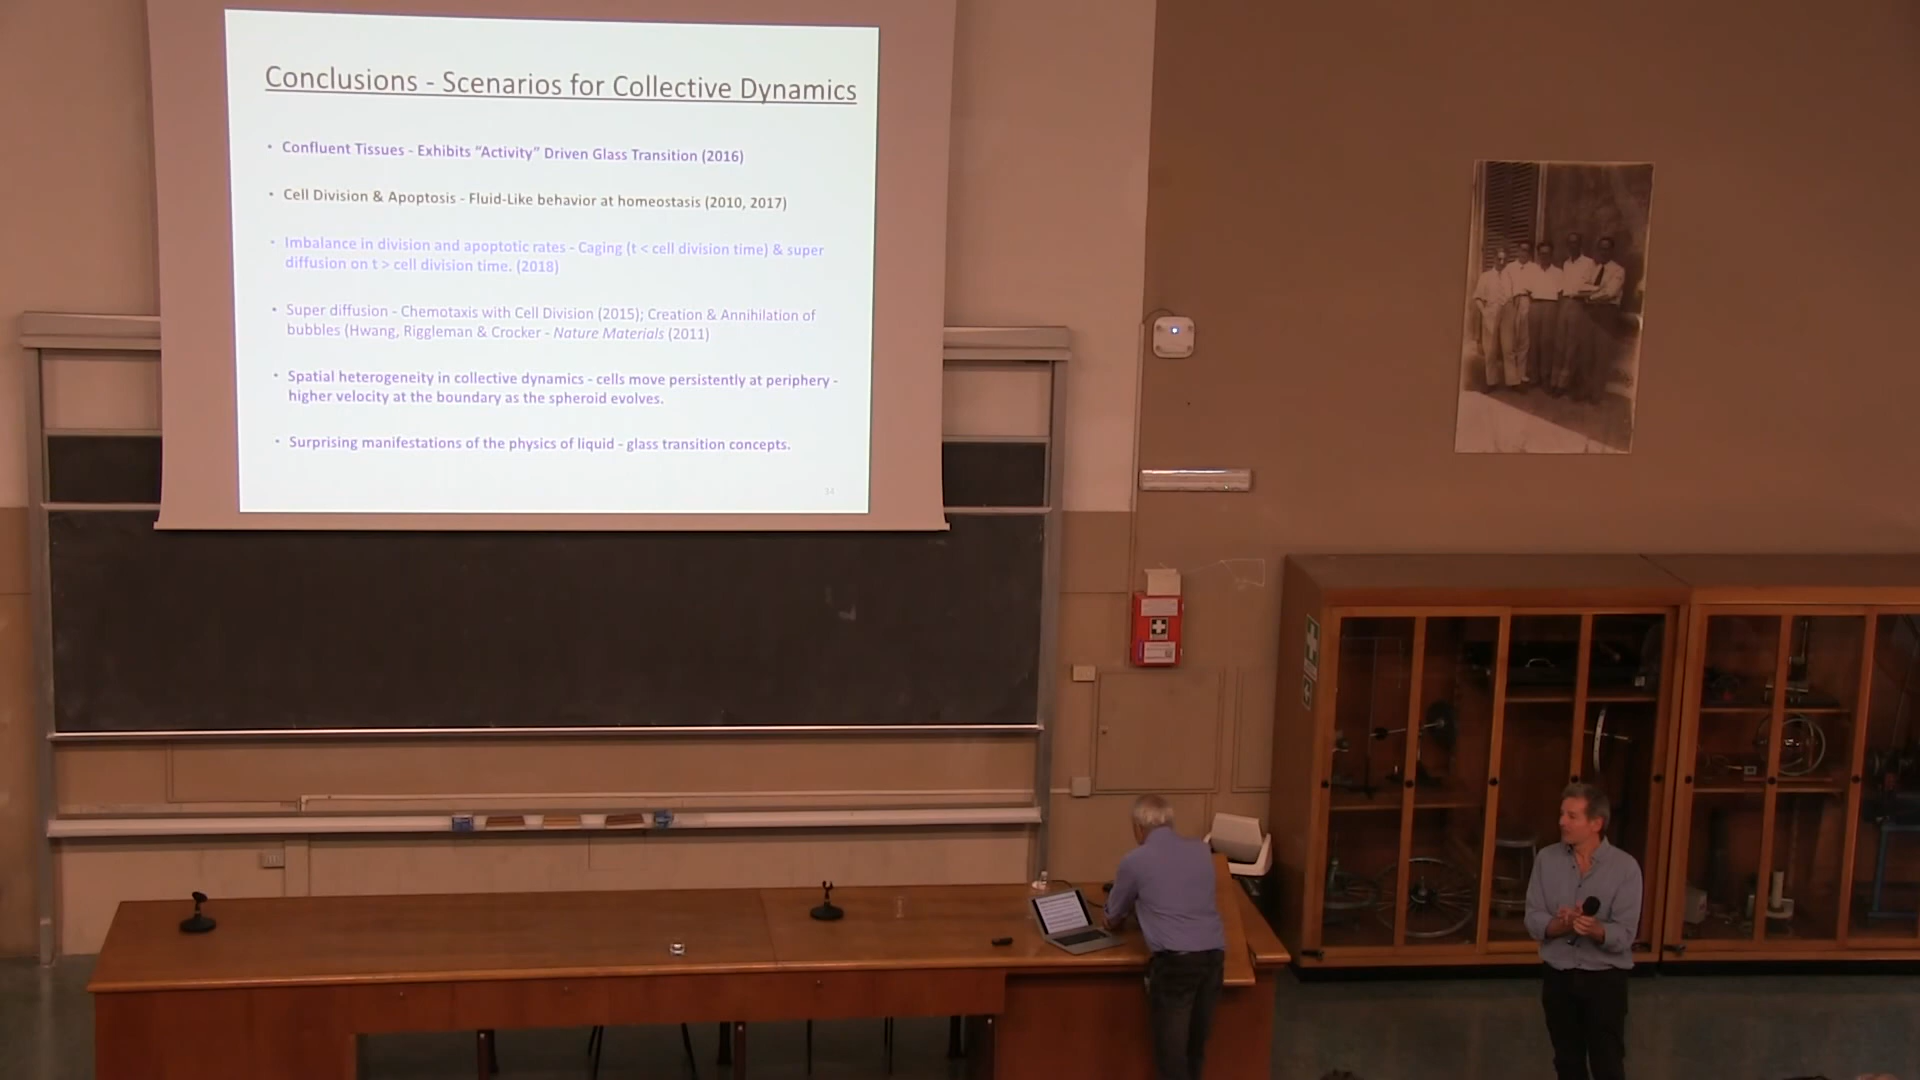 Conclusions - Scenarios for Collective Dynamics
• Confluent Tissues - Exhibits “Activity” Driven Glass Transition (2016)
• Cell Division & Apoptosis - Fluid-Like behavior at homeostasis (2010, 2017)
• Imbalance in division and apoptotic rates - Caging (t < cell division time) & super
diffusion on t > cell division time. (2018)
• Super diffusion - Chemotaxis with Cell Division (2015); Creation & Annihilation of
bubbles (Hwang, Riggleman & Crocker - Nature Materials (2011)
• Spatial heterogeneity in collective dynamics - cells move persistently at periphery -
higher velocity at the boundary as the spheroid evolves.
• Surprising manifestations of the physics of liquid - glass transition concepts.
34